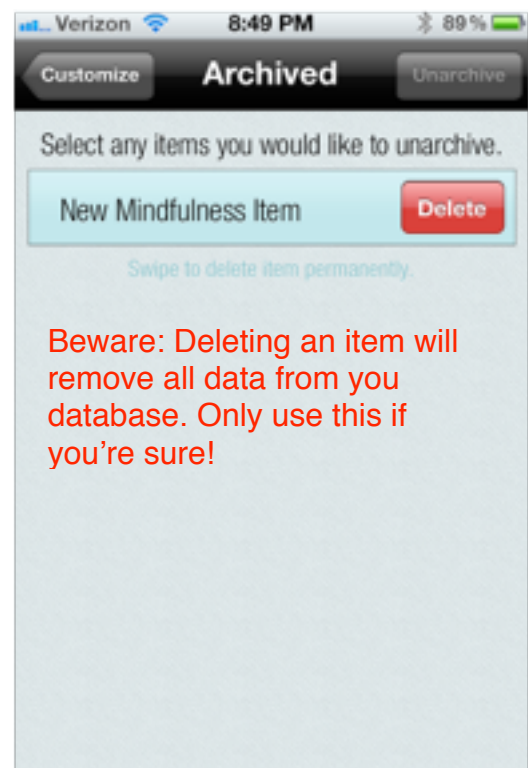 Verizon 8:49 PM 89%
Customize Archived Unarchive
Select any items you would like to unarchive.
New Mindfulness Item Delete
Swipe to delete item permanently.
Beware: Deleting an item will
remove all data from you
database. Only use this if
you’re sure!